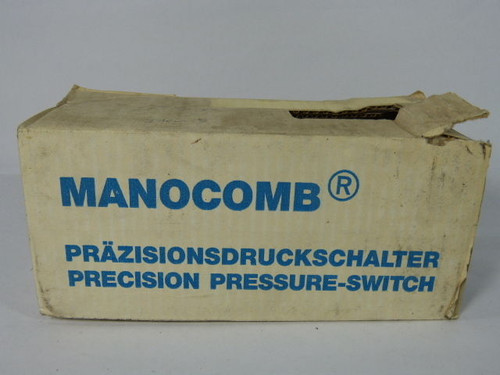 MANOCOMB®
PRÄZISIONSDRUCKSCHALTER
PRECISION PRESSURE-SWITCH